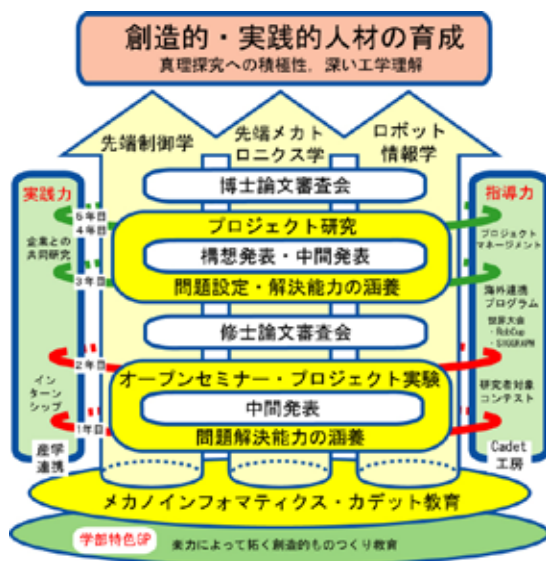 創造的・実践的人材の育成
真理探究への積極性，深い工学理解
先端制御学
先端メカト
ロニクス学
ロボット
情報学
実践力
指導力
博士論文審査会
5年目
4年目
プロジェクト研究
企業との
共同研究
プロジェクト
マネージメント
構想発表・中間発表
3年目
問題設定・解決能力の涵養
海外連携
プログラム
世界大会
・RobCup
・SIGGRAPH
修士論文審査会
2年目
オープンセミナー・プロジェクト実験
イン
ターン
シップ
研究者対象
コンテスト
中間発表
1年目
問題解決能力の涵養
産学
連携
Cadet
工房
メカノインフォマティクス・カデット教育
学部特色GP
力によって拓く創造的ものつくり教育